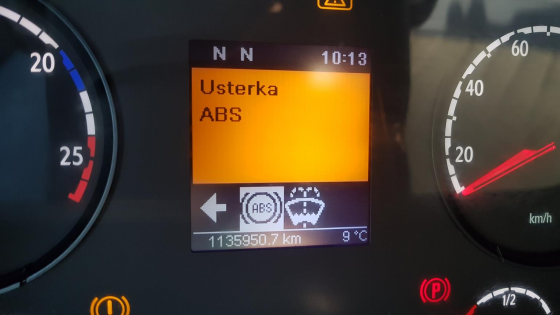 N N 10:13
Usterka
ABS
ABS
1135950.7 km 9 °C
20
25
60
40
20
km/h
P
1/2